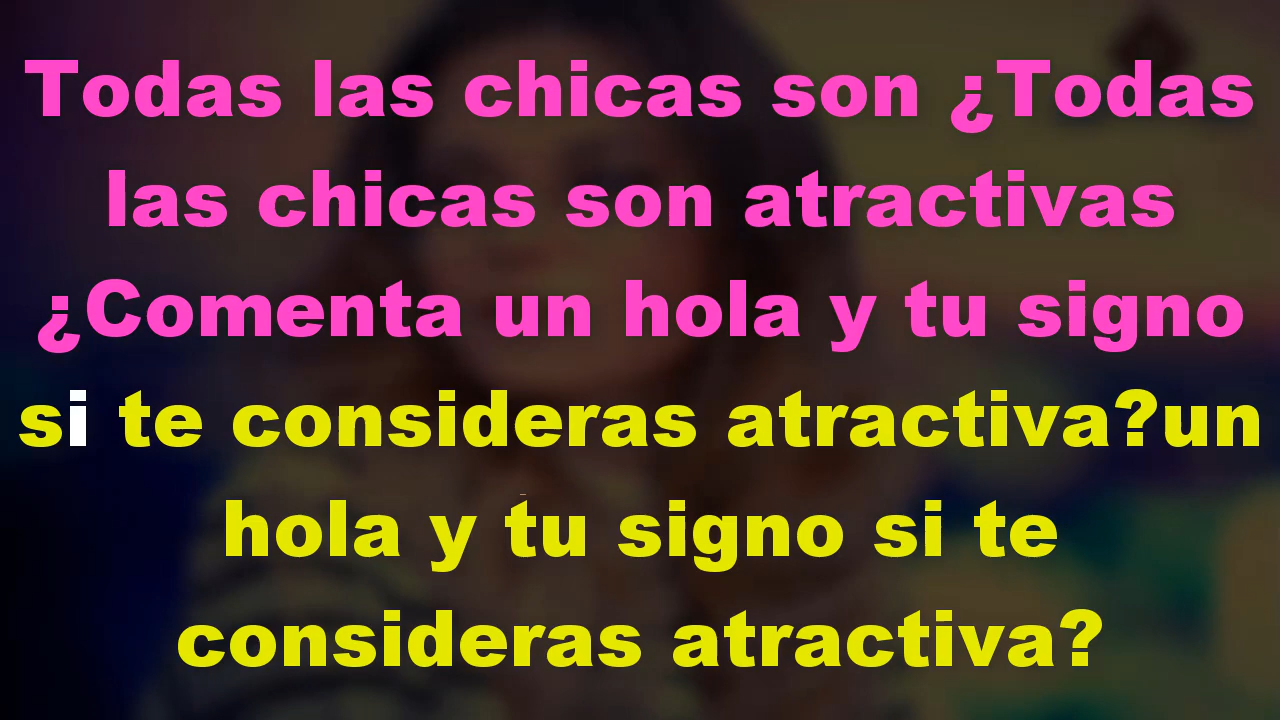 Todas las chicas son ¿Todas
las chicas son atractivas
¿Comenta un hola y tu signo
si te consideras atractiva?un
hola y tu signo si te
consideras atractiva?